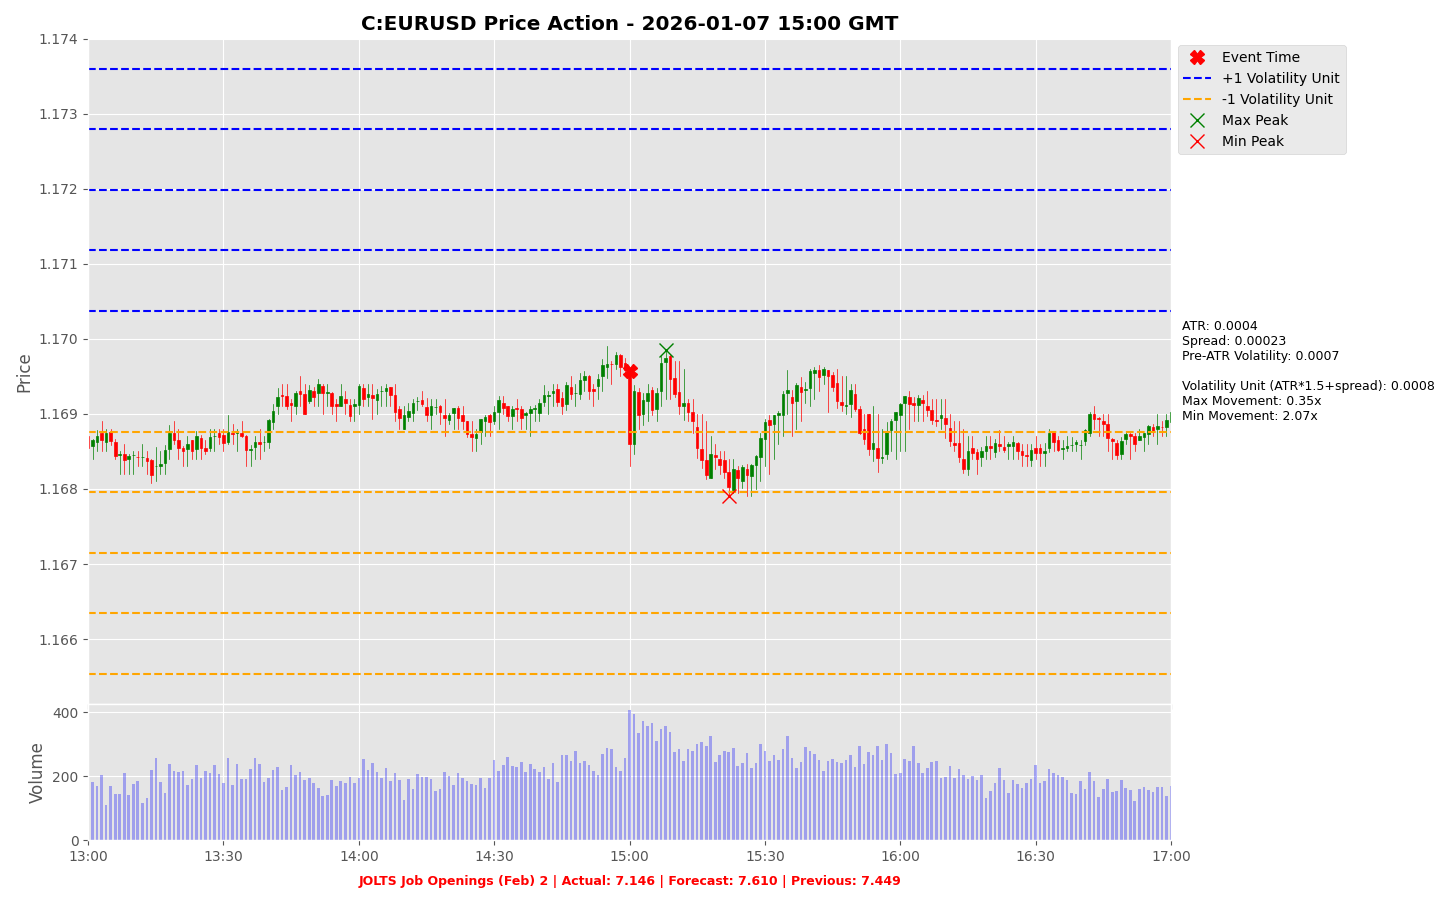 C:EURUSD Price Action - 2026-01-07 15:00 GMT
1.174
1.173
1.172
1.171
1.170
1.169
1.168
1.167
1.166
Price
Event Time
+1 Volatility Unit
-1 Volatility Unit
Max Peak
Min Peak
ATR: 0.0004
Spread: 0.00023
Pre-ATR Volatility: 0.0007
Volatility Unit (ATR*1.5+spread): 0.0008
Max Movement: 0.35x
Min Movement: 2.07x
400
200
0
Volume
13:00 13:30 14:00 14:30 15:00 15:30 16:00 16:30 17:00
JOLTS Job Openings (Feb) 2 | Actual: 7.146 | Forecast: 7.610 | Previous: 7.449